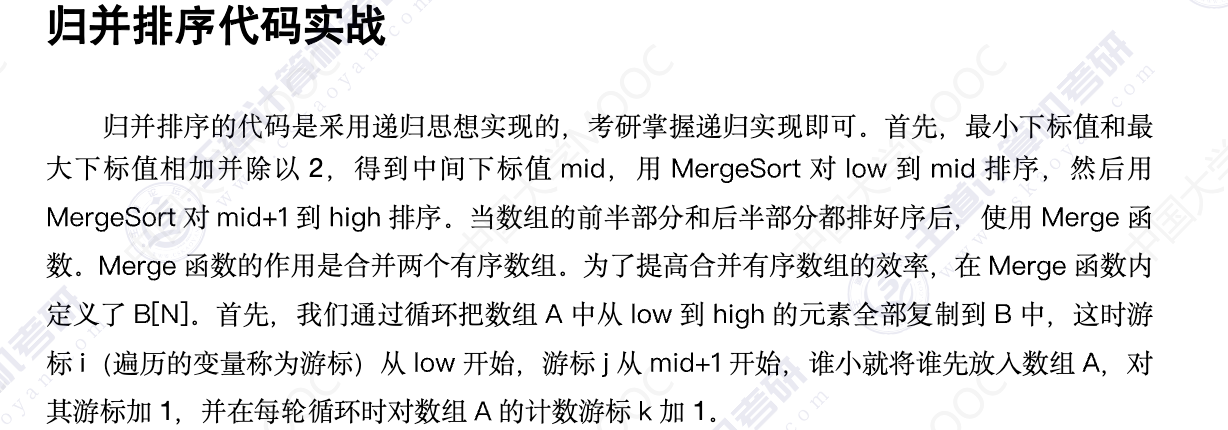 归并排序代码实战
归并排序的代码是采用递归思想实现的，考研掌握递归实现即可。首先，最小下标值和最
大下标值相加并除以 2，得到中间下标值 mid，用 MergeSort 对 low 到 mid 排序，然后用
MergeSort 对 mid+1 到 high 排序。当数组的前半部分和后半部分都排好序后，使用 Merge 函
数。Merge 函数的作用是合并两个有序数组。为了提高合并有序数组的效率，在 Merge 函数内
定义了 B[N]。首先，我们通过循环把数组 A 中从 low 到 high 的元素全部复制到 B 中，这时游
标 i（遍历的变量称为游标）从 low 开始，游标 j 从 mid+1 开始，谁小就将谁先放入数组 A，对
其游标加 1，并在每轮循环时对数组 A 的计数游标 k 加 1。